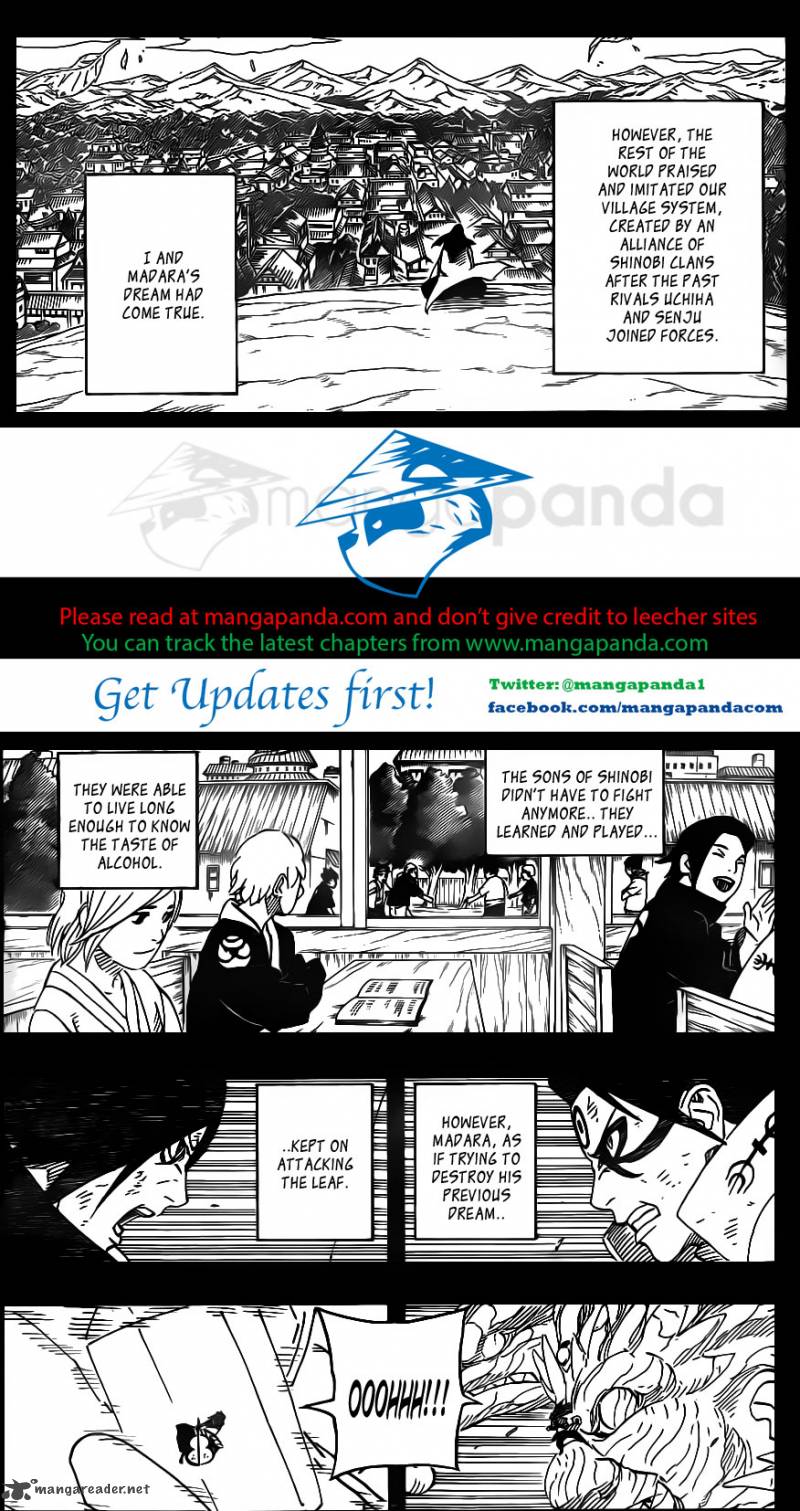 HOWEVER, THE
REST OF THE
WORLD PRAISED
AND IMITATED OUR
VILLAGE SYSTEM,
CREATED BY AN
ALLIANCE OF
SHINOBI CLANS
AFTER THE PAST
RIVALS UCHIHA
AND SENJU
JOINED FORCES.
I AND
MADARA'S
DREAM HAD
COME TRUE.
mangapanda
Please read at mangapanda.com and don't give credit to leecher sites
You can track the latest chapters from www.mangapanda.com
Get Updates first!
Twitter: @mangapanda1
facebook.com/mangapandacom
THE SONS OF SHINOBI
DIDN'T HAVE TO FIGHT
ANYMORE.. THEY
LEARNED AND PLAYED...
THEY WERE ABLE
TO LIVE LONG
ENOUGH TO KNOW
THE TASTE OF
ALCOHOL.
HOWEVER,
MADARA, AS
IF TRYING TO
DESTROY HIS
PREVIOUS
DREAM..
..KEPT ON
ATTACKING
THE LEAF.
OOOHHH!!!
mangareader.net